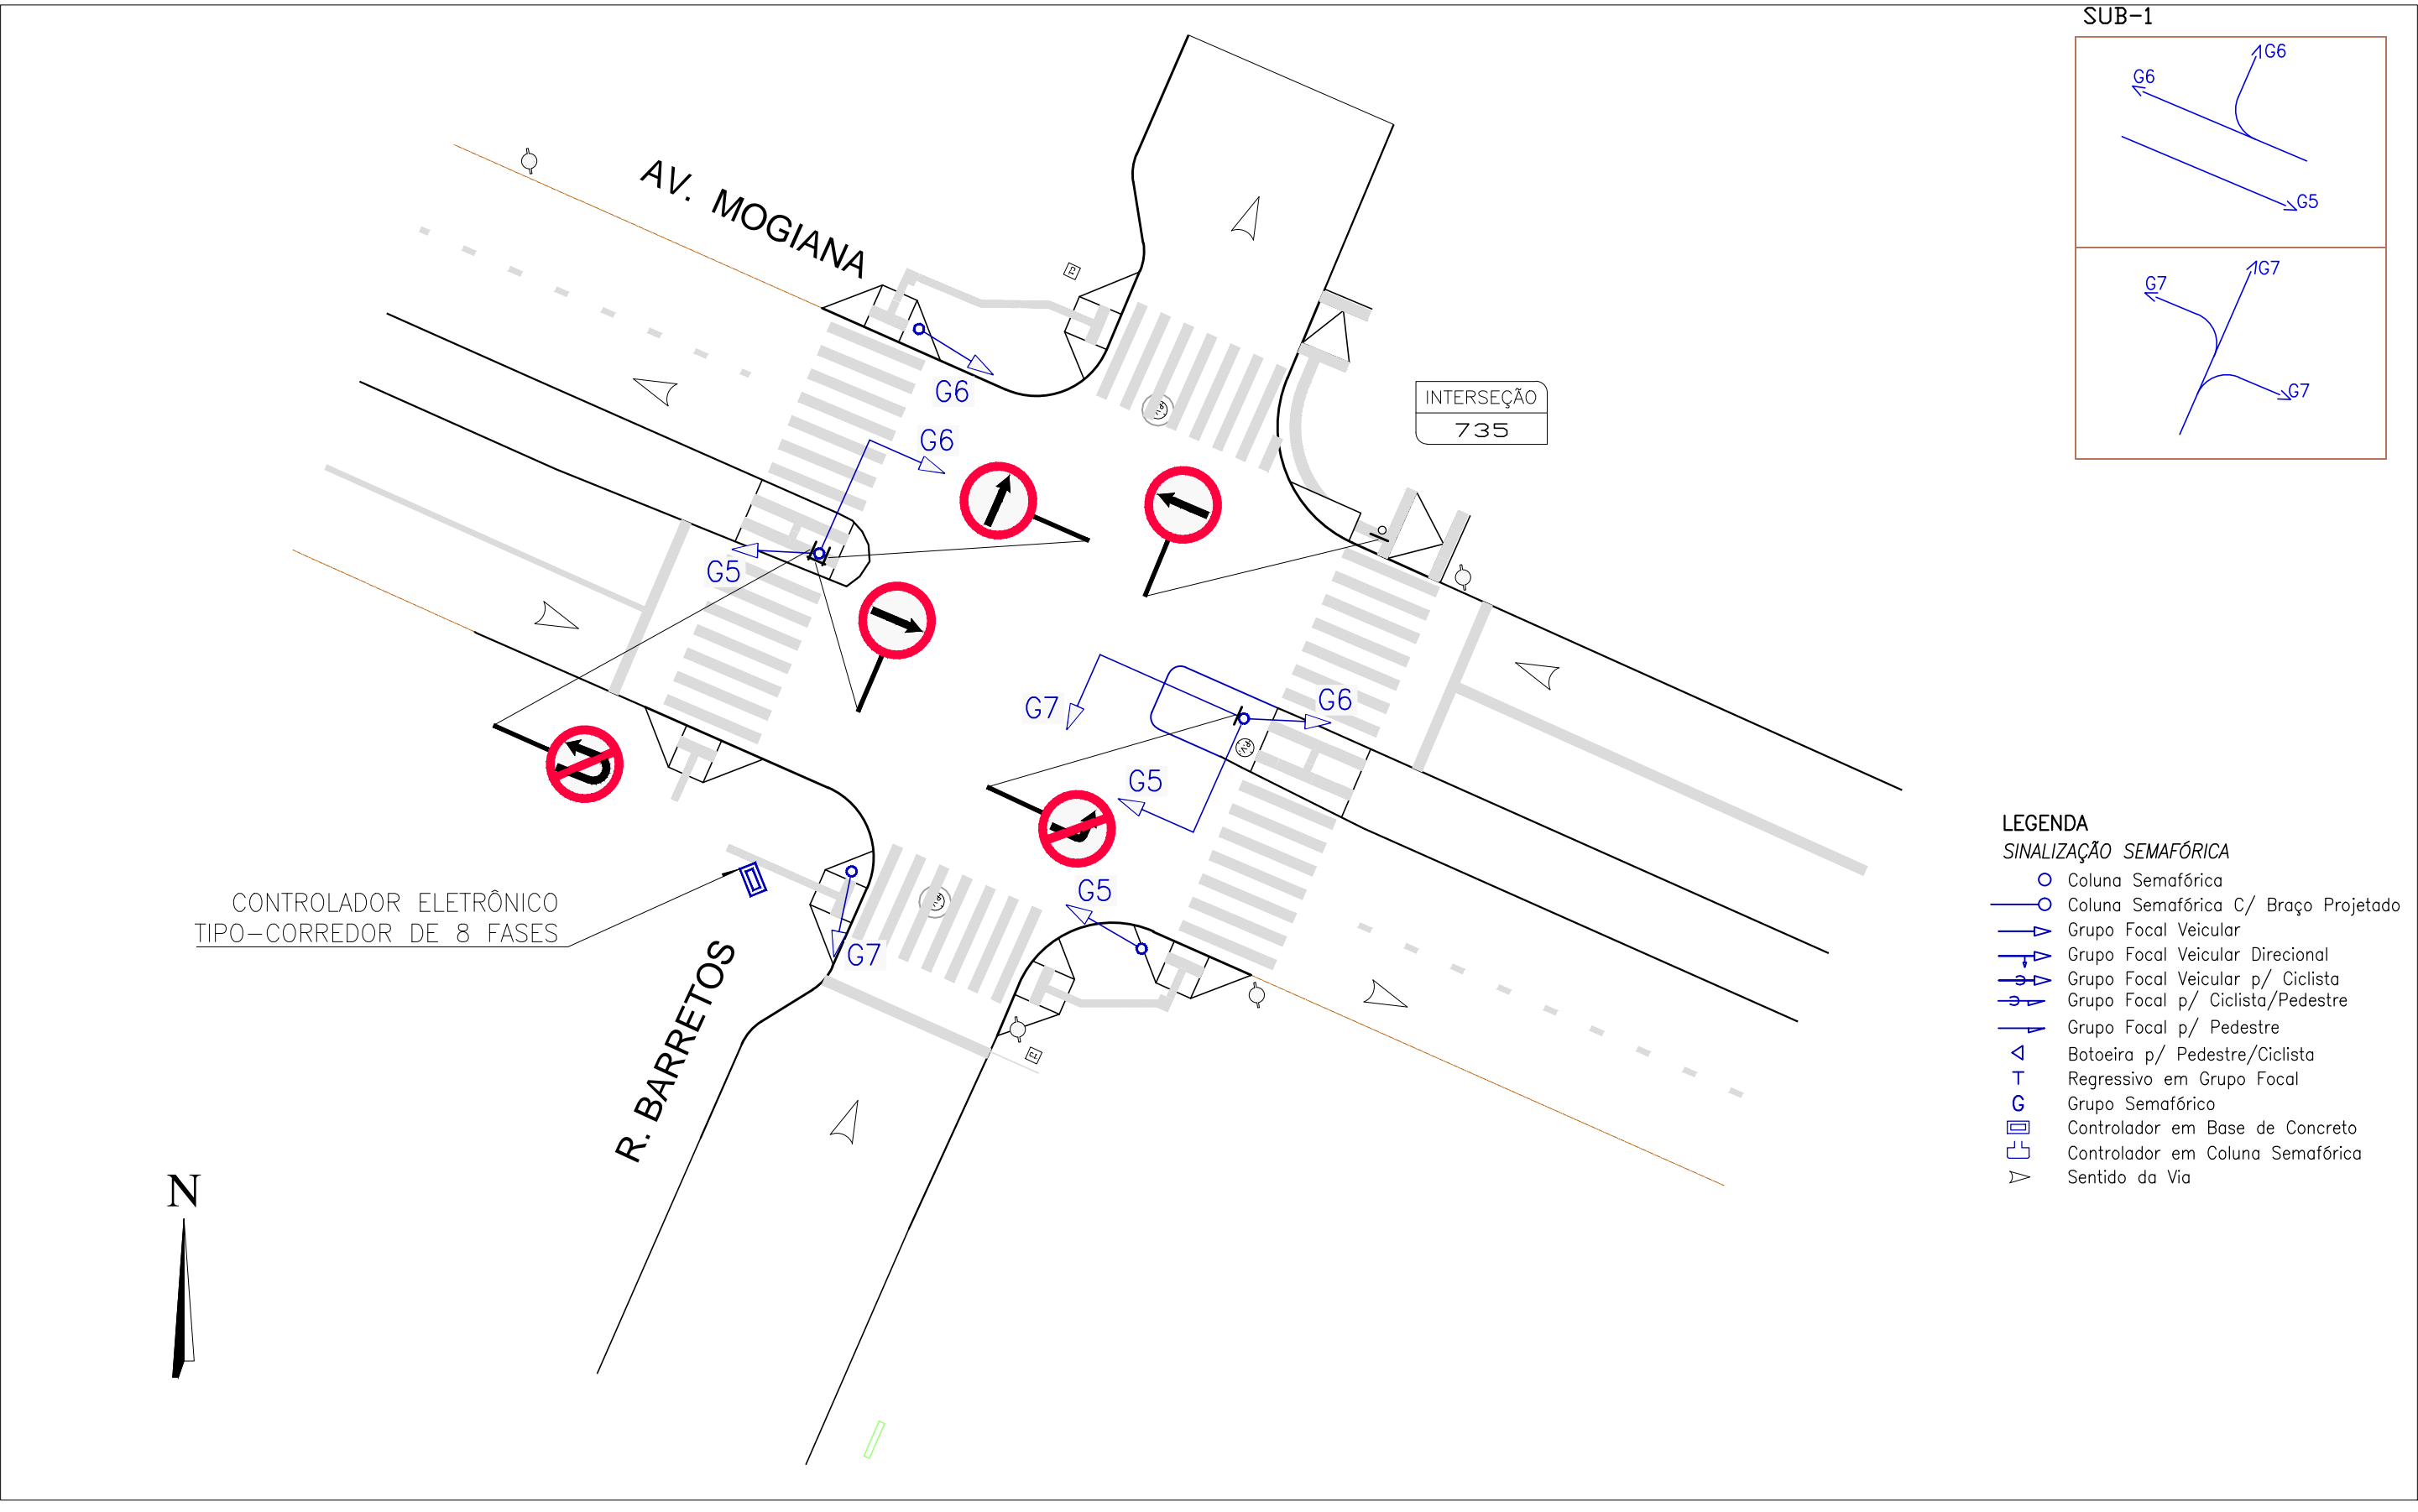 SUB-1
G6
G6
G5
G7
G7
G7
AV. MOGIANA
G6
G6
INTERSEÇÃO
735
G5
G6
G7
G5
G5
G7
CONTROLADOR ELETRÔNICO
TIPO-CORREDOR DE 8 FASES
R. BARRETOS
N
LEGENDA
SINALIZAÇÃO SEMAFÓRICA
Coluna Semafórica
Coluna Semafórica C/ Braço Projetado
Grupo Focal Veicular
Grupo Focal Veicular Direcional
Grupo Focal Veicular p/ Ciclista
Grupo Focal p/ Ciclista/Pedestre
Grupo Focal p/ Pedestre
Botoeira p/ Pedestre/Ciclista
T Regressivo em Grupo Focal
G Grupo Semafórico
Controlador em Base de Concreto
Controlador em Coluna Semafórica
Sentido da Via